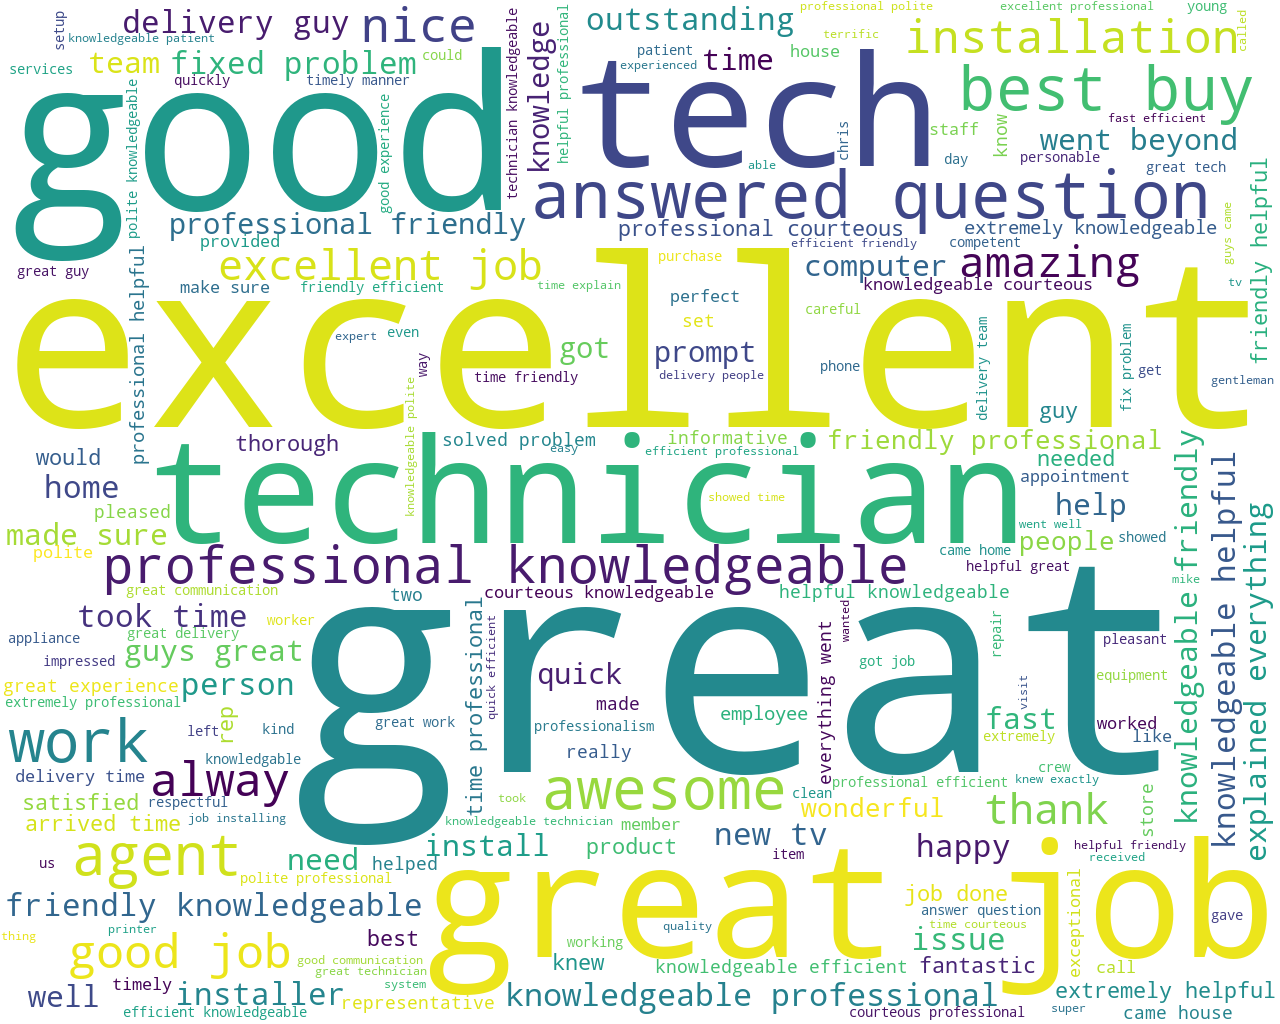 delivery guy
nice
outstanding
professional polite
excellent professional
young
setup
knowledgeable patient
helpful professional
terrific
installation
called
services
team
fixed problem
could
knowledge
patient
time
house
experienced
quickly
timely manner
good
tech
best buy
polite knowledgeable
good experience
technician knowledgeable
chris
staff
know
fast efficient
went beyond
able
day
personable
great tech
answered question
professional friendly
professional courteous
extremely knowledgeable
friendly helpful
guys came
provided
efficient friendly
competent
great guy
professional helpful
excellent job
purchase
computer
amazing
make sure
friendly efficient
time explain
perfect
knowledgeable courteous
tv
careful
set
excellent
expert
even
way
got
prompt
delivery team
fix problem
time friendly
delivery people
phone
get
gentleman
guy
thorough
solved problem
easy
informative
efficient professional
friendly professional
would
home
knowledgeable polite
needed
appointment
technician
showed time
help
knowledgeable friendly
knowledgeable helpful
explained everything
pleased
made sure
polite
went well
people
showed
came home
professional knowledgeable
helpful great
mike
great communication
two
courteous knowledgeable
helpful knowledgeable
took time
worker
time professional
quick efficient
wanted
repair
appliance
great delivery
great
pleasant
impressed
guys great
everything went
got job
great experience
person
quick
visit
equipment
extremely professional
rep
made
employee
fast
worked
left
kind
great work
professionalism
work
really
extremely
like
knowledgable
delivery time
alway
awesome
professional efficient
crew
knew exactly
satisfied
respectful
took
clean
wonderful
thank
store
arrived time
job installing
knowledgeable technician
member
new tv
agent
need
helped
install
product
item
happy
helpful friendly
received
us
polite professional
great job
job done
exceptional
friendly knowledgeable
answer question
gave
printer
time courteous
thing
best
quality
issue
good job
good communication
working
great technician
knew
knowledgeable efficient
fantastic
call
well
timely
installer
system
representative
knowledgeable professional
extremely helpful
efficient knowledgeable
courteous professional
super
came house